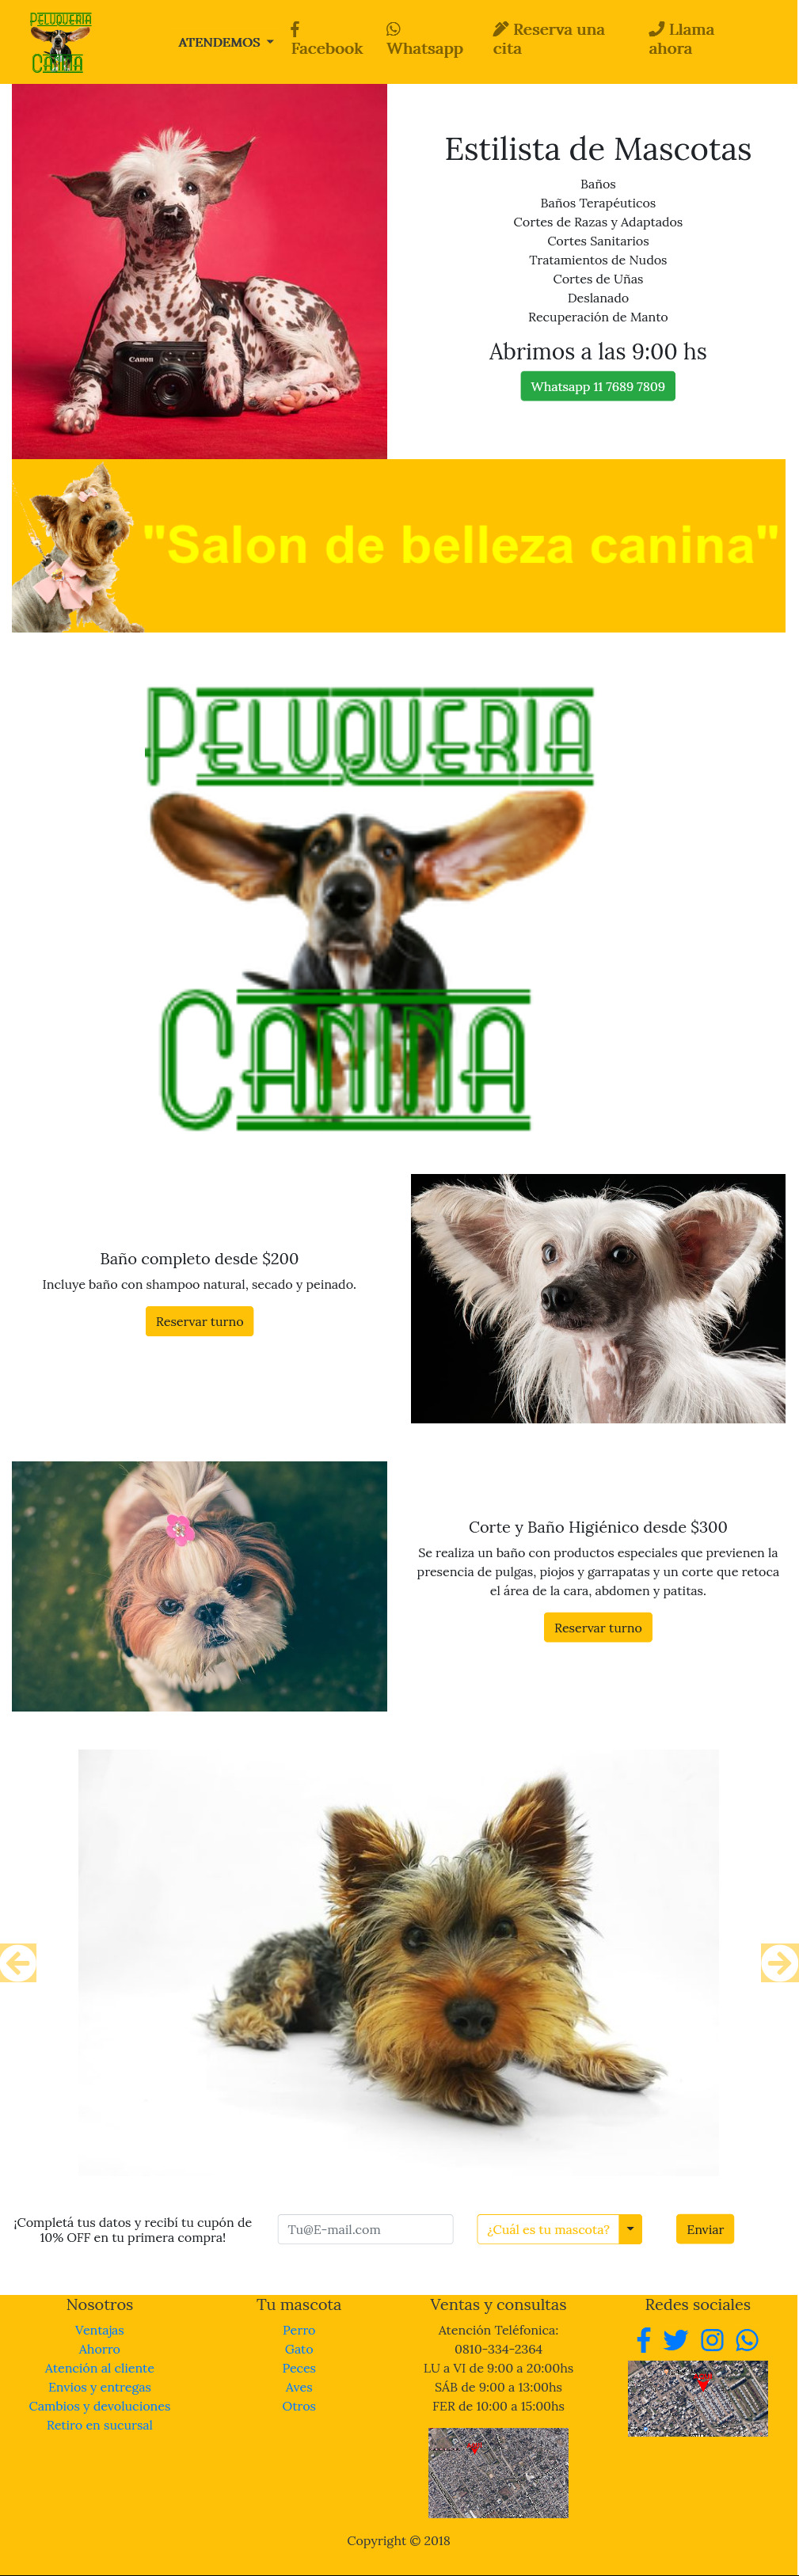 PELUQUERIA
CANINA
ATENDEMOS
Facebook
Whatsapp
Reserva una
cita
Llama
ahora
Canon
Estilista de Mascotas
Baños
Baños Terapéuticos
Cortes de Razas y Adaptados
Cortes Sanitarios
Tratamientos de Nudos
Cortes de Uñas
Deslanado
Recuperación de Manto
Abrimos a las 9:00 hs
Whatsapp 11 7689 7809
"Salon de belleza canina"
PELUQUERIA
CANINA
Baño completo desde $200
Incluye baño con shampoo natural, secado y peinado.
Reservar turno
Corte y Baño Higiénico desde $300
Se realiza un baño con productos especiales que previenen la
presencia de pulgas, piojos y garrapatas y un corte que retoca
el área de la cara, abdomen y patitas.
Reservar turno
¡Completá tus datos y recibí tu cupón de
10% OFF en tu primera compra!
Tu@E-mail.com
¿Cuál es tu mascota?
Enviar
Nosotros
Ventajas
Ahorro
Atención al cliente
Envíos y entregas
Cambios y devoluciones
Retiro en sucursal
Tu mascota
Perro
Gato
Peces
Aves
Otros
Ventas y consultas
Atención Teléfonica:
0810-334-2364
LU a VI de 9:00 a 20:00hs
SÁB de 9:00 a 13:00hs
FER de 10:00 a 15:00hs
Redes sociales
Copyright © 2018